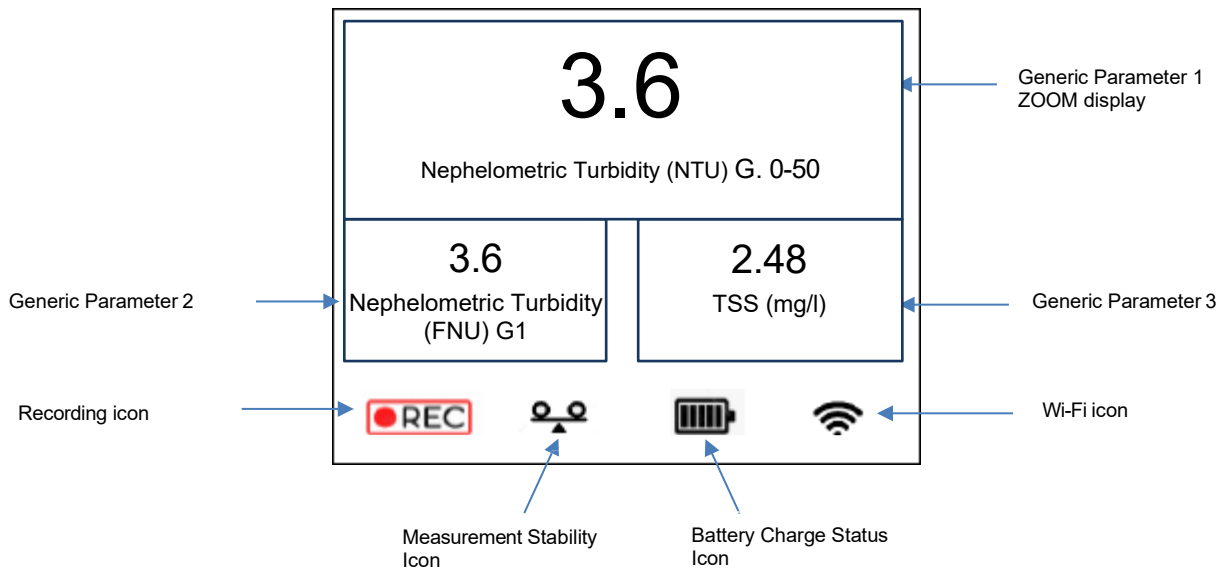 3.6
Generic Parameter 1
ZOOM display
Nephelometric Turbidity (NTU) G. 0-50
3.6
2.48
Generic Parameter 2
Nephelometric Turbidity
(FNU) G1
TSS (mg/l)
Generic Parameter 3
Recording icon
REC
Wi-Fi icon
Measurement Stability
Icon
Battery Charge Status
Icon